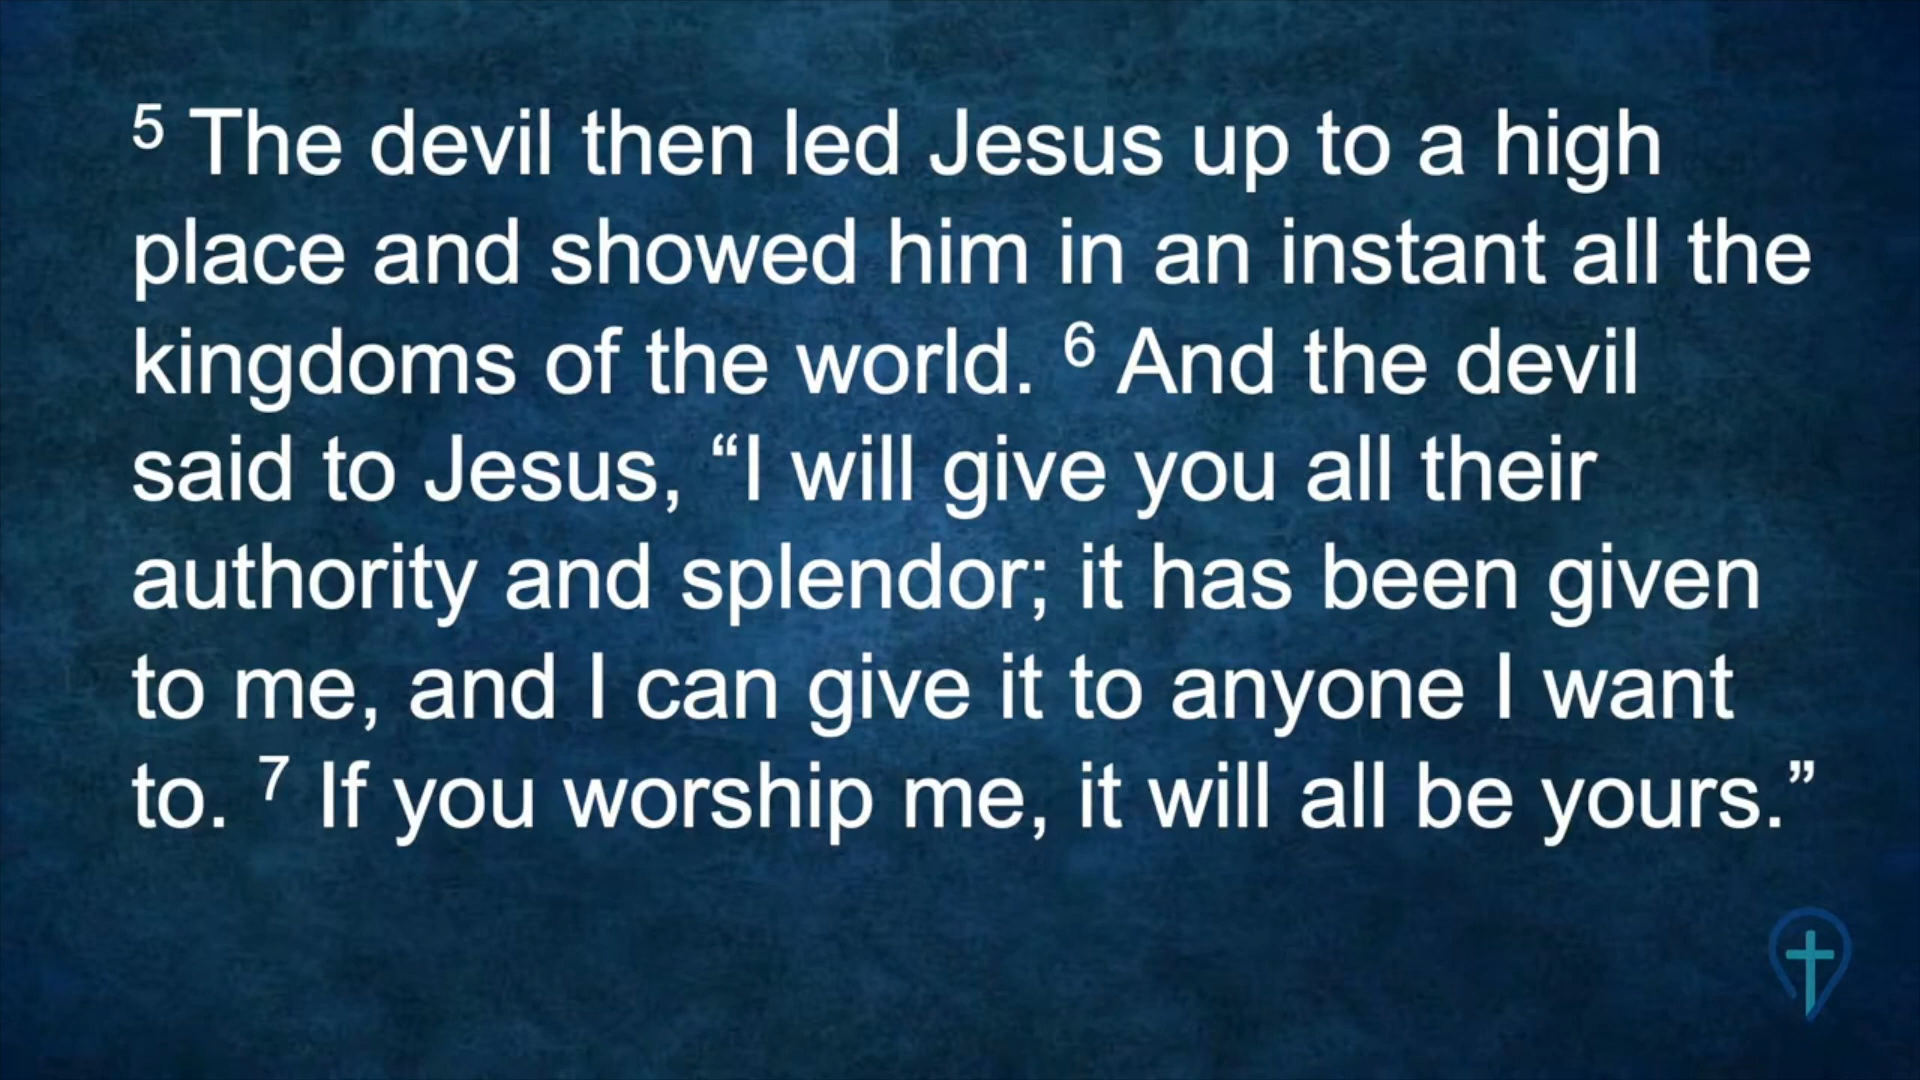 5 The devil then led Jesus up to a high
place and showed him in an instant all the
kingdoms of the world. 6 And the devil
said to Jesus, “I will give you all their
authority and splendor; it has been given
to me, and I can give it to anyone I want
to. 7 If you worship me, it will all be yours.”